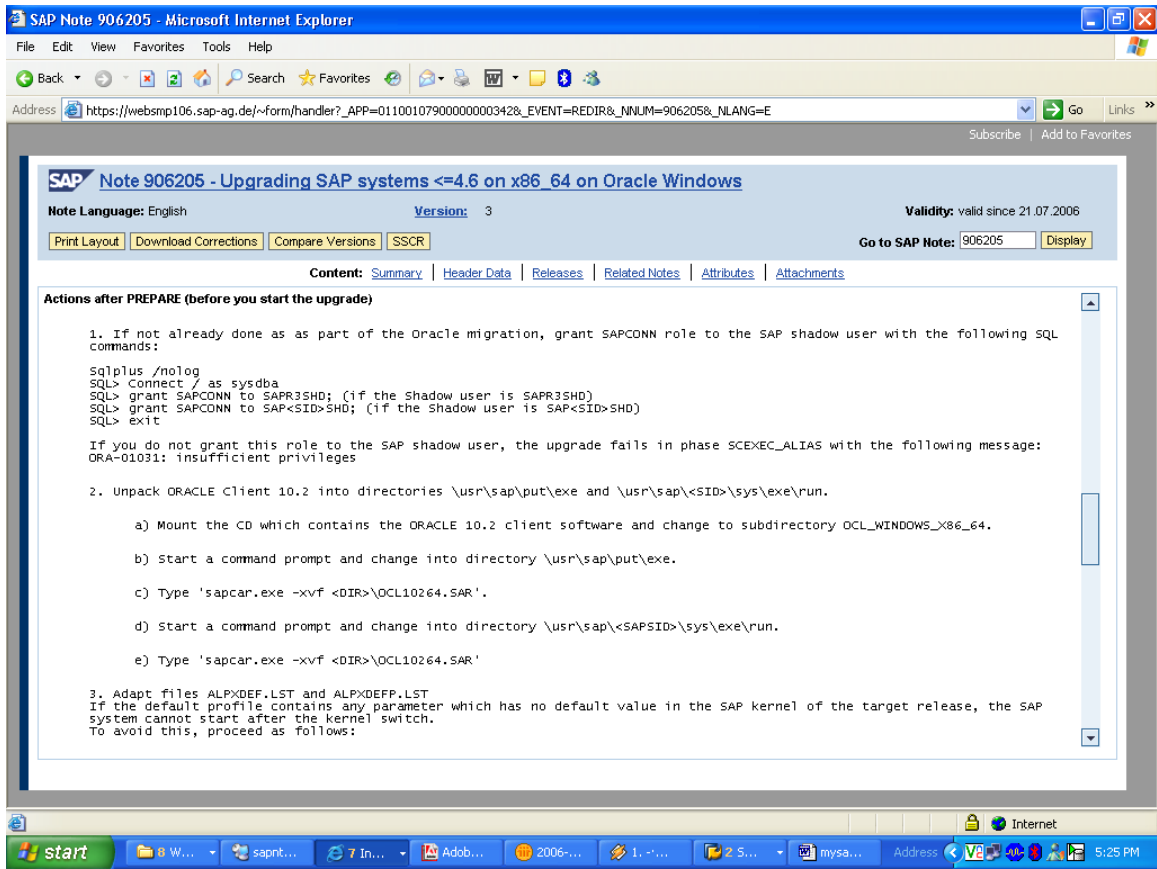 SAP Note 906205 - Microsoft Internet Explorer
File Edit View Favorites Tools Help
Back Search Favorites
Address https://websmp106.sap-ag.de/~form/handler?_APP=01100107900000000342&_EVENT=REDIR&_NNUM=906205&_NLANG=E Go Links »
Subscribe | Add to Favorites
SAP Note 906205 - Upgrading SAP systems <=4.6 on x86_64 on Oracle Windows
Note Language: English Version: 3 Validity: valid since 21.07.2006
Print Layout Download Corrections Compare Versions SSCR Go to SAP Note: 906205 Display
Content: Summary | Header Data | Releases | Related Notes | Attributes | Attachments
Actions after PREPARE (before you start the upgrade)
1. If not already done as as part of the Oracle migration, grant SAPCONN role to the SAP shadow user with the following SQL
commands:
Sqlplus /nolog
SQL> Connect / as sysdba
SQL> grant SAPCONN to SAPR3SHD; (if the Shadow user is SAPR3SHD)
SQL> grant SAPCONN to SAP<SID>SHD; (if the Shadow user is SAP<SID>SHD)
SQL> exit
If you do not grant this role to the SAP shadow user, the upgrade fails in phase SCEXEC_ALIAS with the following message:
ORA-01031: insufficient privileges
2. Unpack ORACLE Client 10.2 into directories \usr\sap\put\exe and \usr\sap\<SID>\sys\exe\run.
a) Mount the CD which contains the ORACLE 10.2 client software and change to subdirectory OCL_WINDOWS_X86_64.
b) Start a command prompt and change into directory \usr\sap\put\exe.
c) Type 'sapcar.exe -xvf <DIR>\OCL10264.SAR'.
d) Start a command prompt and change into directory \usr\sap\<SAPSID>\sys\exe\run.
e) Type 'sapcar.exe -xvf <DIR>\OCL10264.SAR'
3. Adapt files ALPXDEF.LST and ALPXDEFP.LST
If the default profile contains any parameter which has no default value in the SAP kernel of the target release, the SAP
system cannot start after the kernel switch.
To avoid this, proceed as follows:
Internet
start 8 W... sapnt... 7 In... Adob... 2006-... 1. -'... 2 S... mysa... Address 5:25 PM